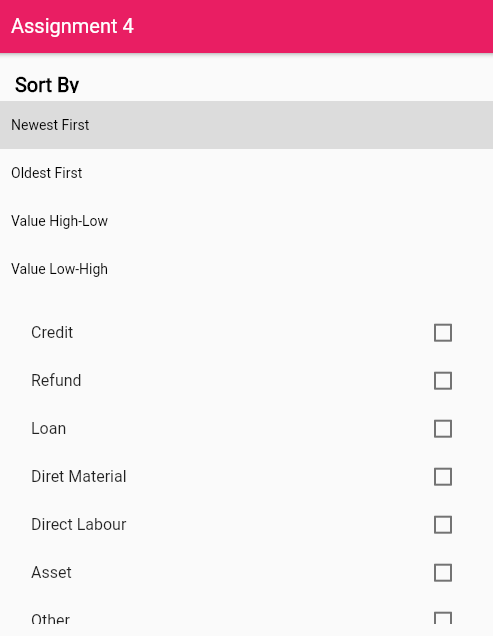 Assignment 4
Sort By
Newest First
Oldest First
Value High-Low
Value Low-High
Credit
Refund
Loan
Diret Material
Direct Labour
Asset
Other